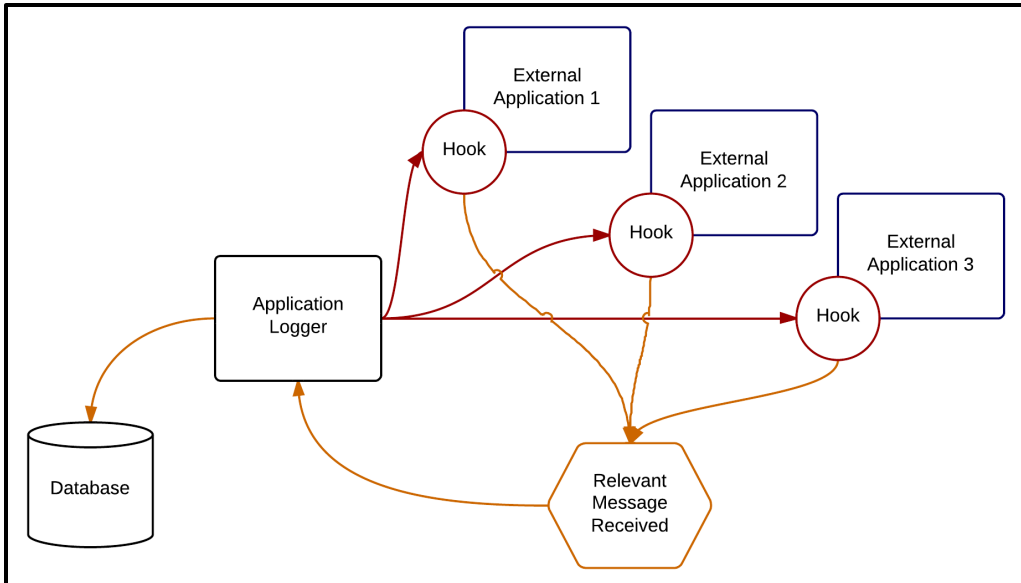 External
Application 1
Hook
External
Application 2
Hook
External
Application 3
Hook
Application
Logger
Database
Relevant
Message
Received